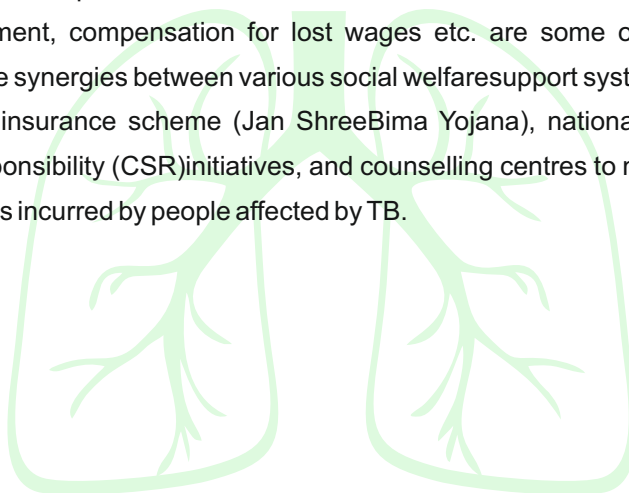 ment, compensation for lost wages etc. are some o
e synergies between various social welfaresupport syst
insurance scheme (Jan ShreeBima Yojana), nationa
ponsibility (CSR)initiatives, and counselling centres to
s incurred by people affected by TB.